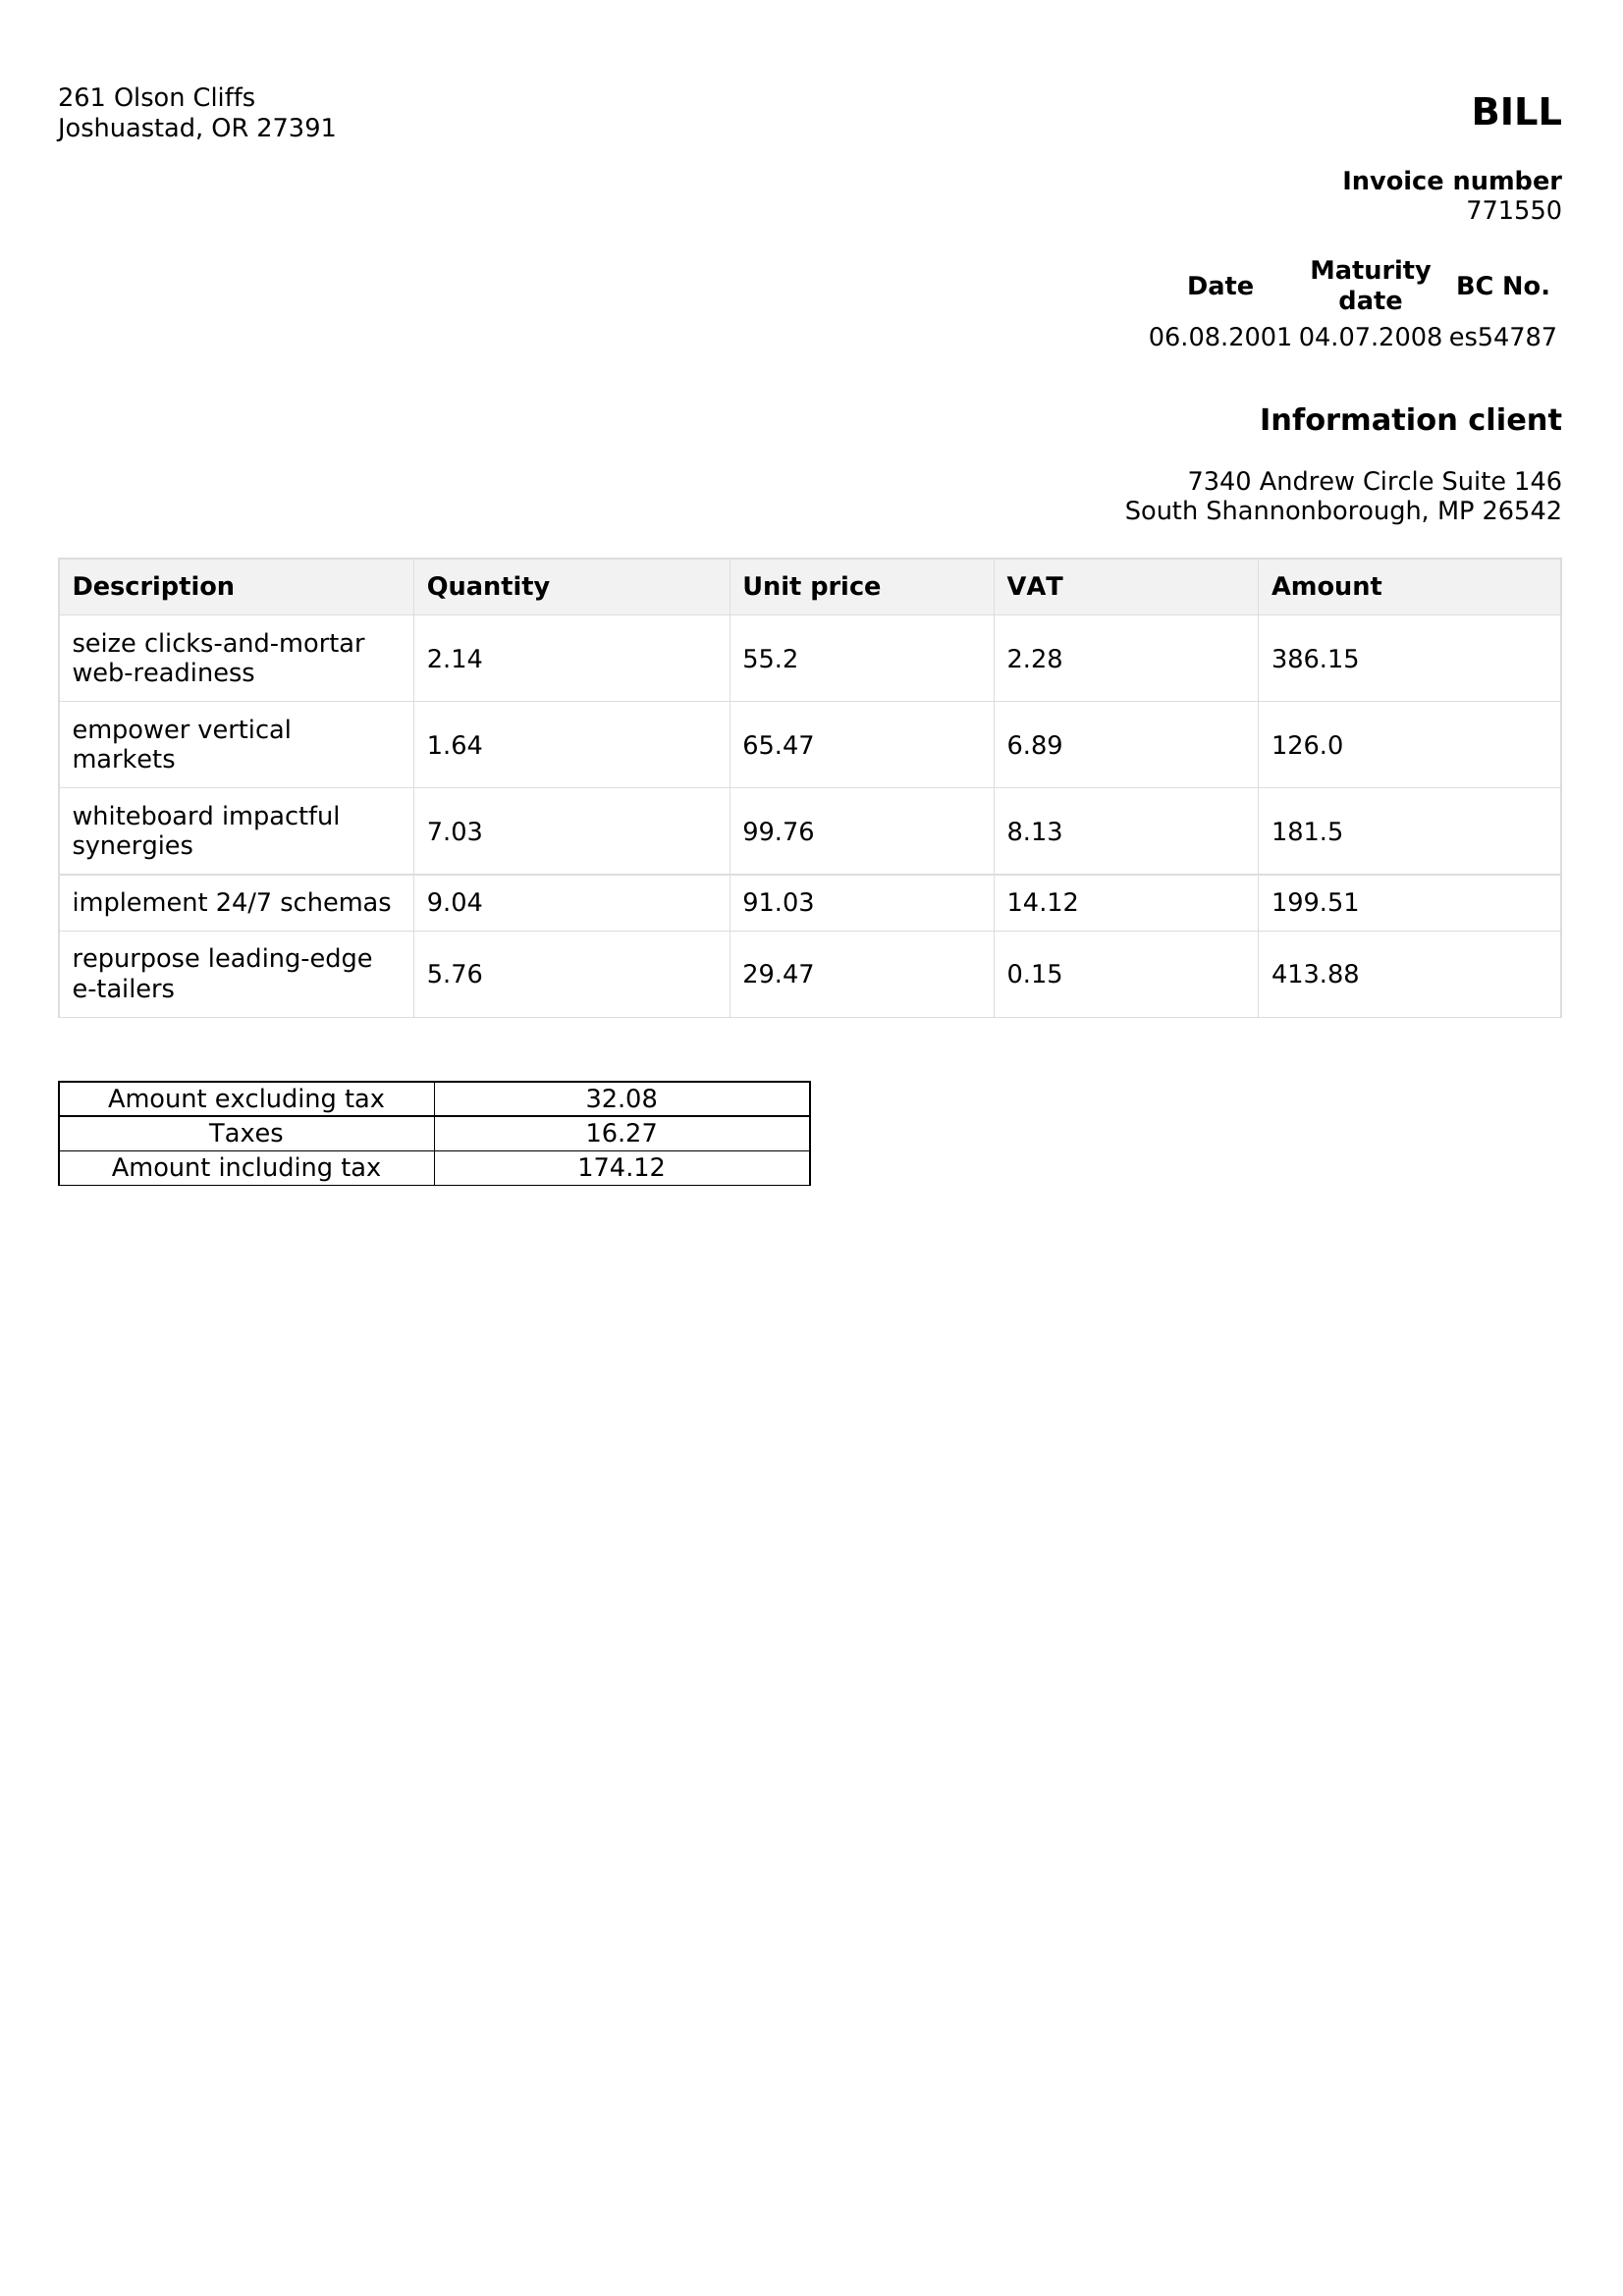 261 Olson Cliffs
Joshuastad, OR 27391
BILL
Invoice number
771550
Date Maturity date BC No.
06.08.2001 04.07.2008 es54787
Information client
7340 Andrew Circle Suite 146
South Shannonborough, MP 26542
Description Quantity Unit price VAT Amount
seize clicks-and-mortar
web-readiness 2.14 55.2 2.28 386.15
empower vertical
markets 1.64 65.47 6.89 126.0
whiteboard impactful
synergies 7.03 99.76 8.13 181.5
implement 24/7 schemas 9.04 91.03 14.12 199.51
repurpose leading-edge
e-tailers 5.76 29.47 0.15 413.88
Amount excluding tax 32.08
Taxes 16.27
Amount including tax 174.12